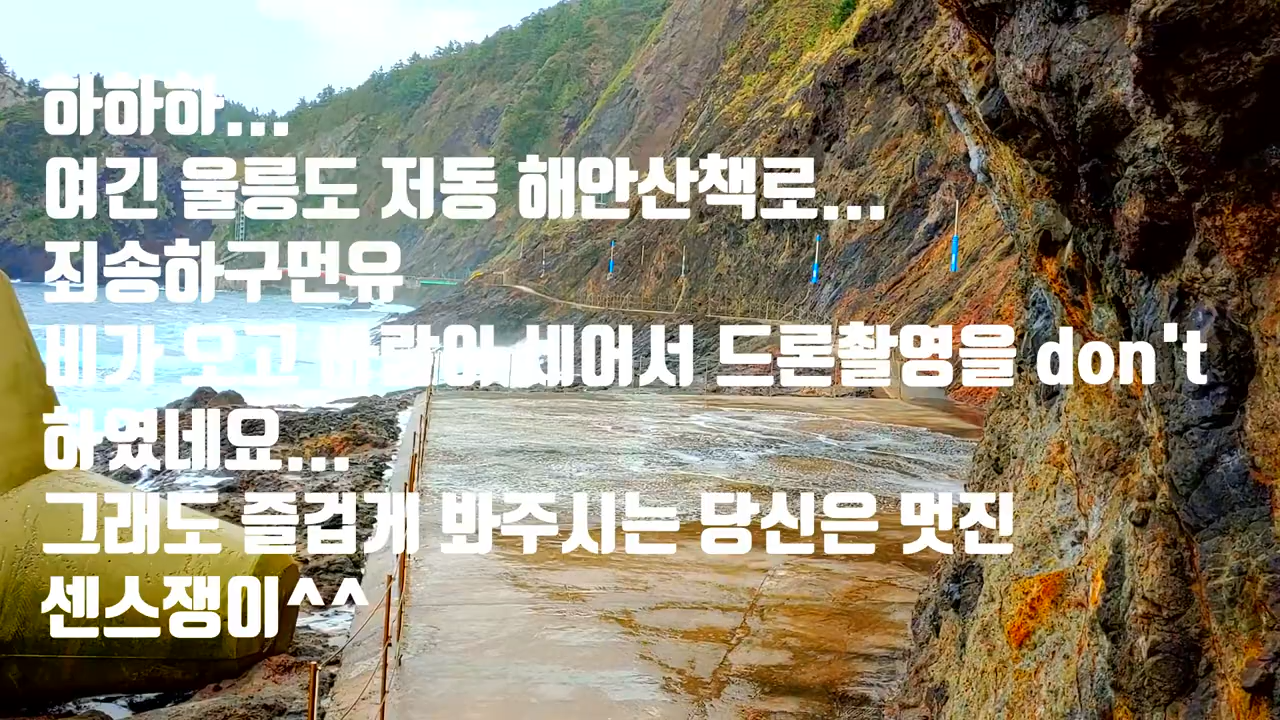 하하하...
여긴 울릉도 저동 해안산책로...
죄송하구먼유
비가 오고 바람이 세어서 드론촬영을 don't
하였네요...
그래도 즐겁게 봐주시는 당신은 멋진
센스쟁이^^